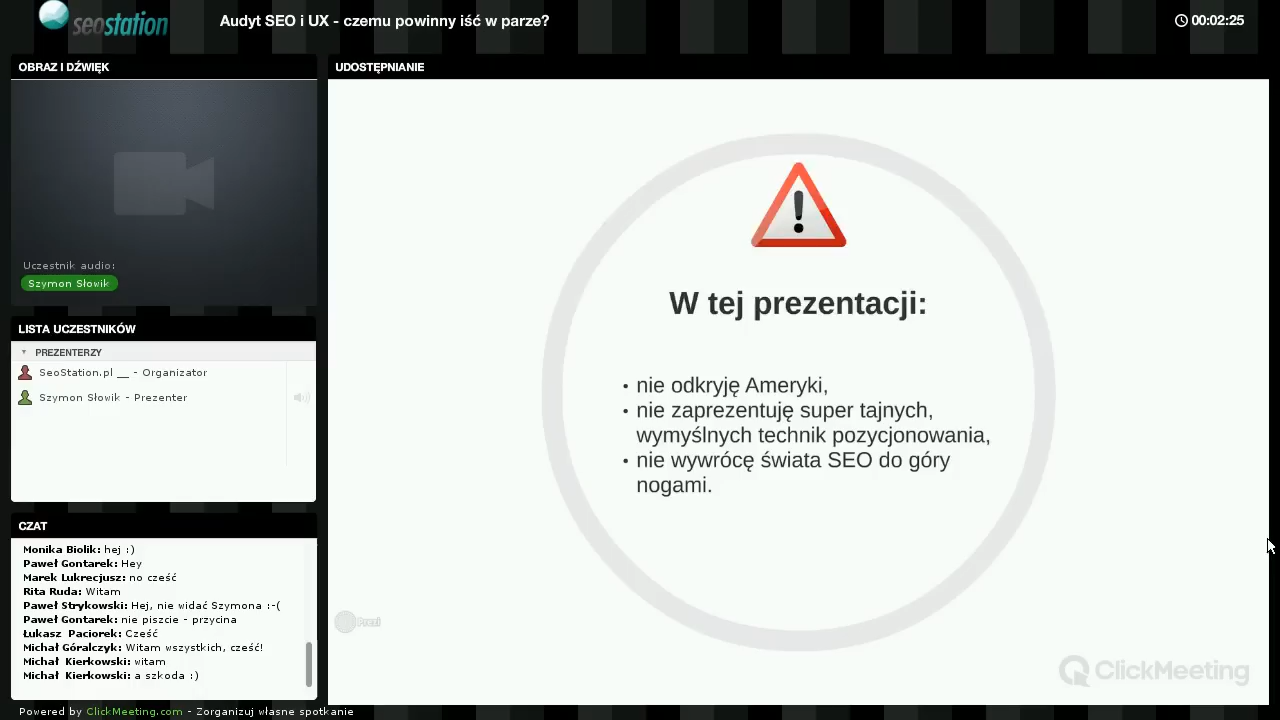 seostation
Audyt SEO i UX - czemu powinny iść w parze?
00:02:25
OBRAZ I DŹWIĘK
Uczestnik audio:
Szymon Słowik
LISTA UCZESTNIKÓW
PREZENTERZY
SeoStation.pl __ - Organizator
Szymon Słowik - Prezenter
CZAT
Monika Biolik: hej :)
Paweł Gontarek: Hey
Marek Lukrecjusz: no cześć
Rita Ruda: Witam
Paweł Strykowski: Hej, nie widać Szymona :-(
Paweł Gontarek: nie piszcie - przycina
Łukasz Paciorek: Cześć
Michał Góralczyk: Witam wszystkich, cześć!
Michał Kierkowski: witam
Michał Kierkowski: a szkoda :)
Powered by ClickMeeting.com - Zorganizuj własne spotkanie
UDOSTĘPNIANIE
W tej prezentacji:
• nie odkryję Ameryki,
• nie zaprezentuję super tajnych,
wymyślnych technik pozycjonowania,
• nie wywrócę świata SEO do góry
nogami.
Prezi
ClickMeeting